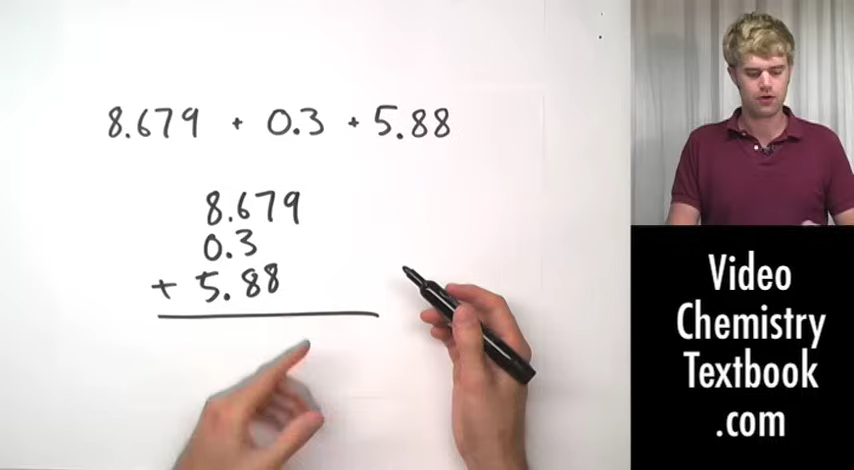 8.679 + 0.3 + 5.88
8.679
0.3
+ 5.88
Video
Chemistry
Textbook
.com